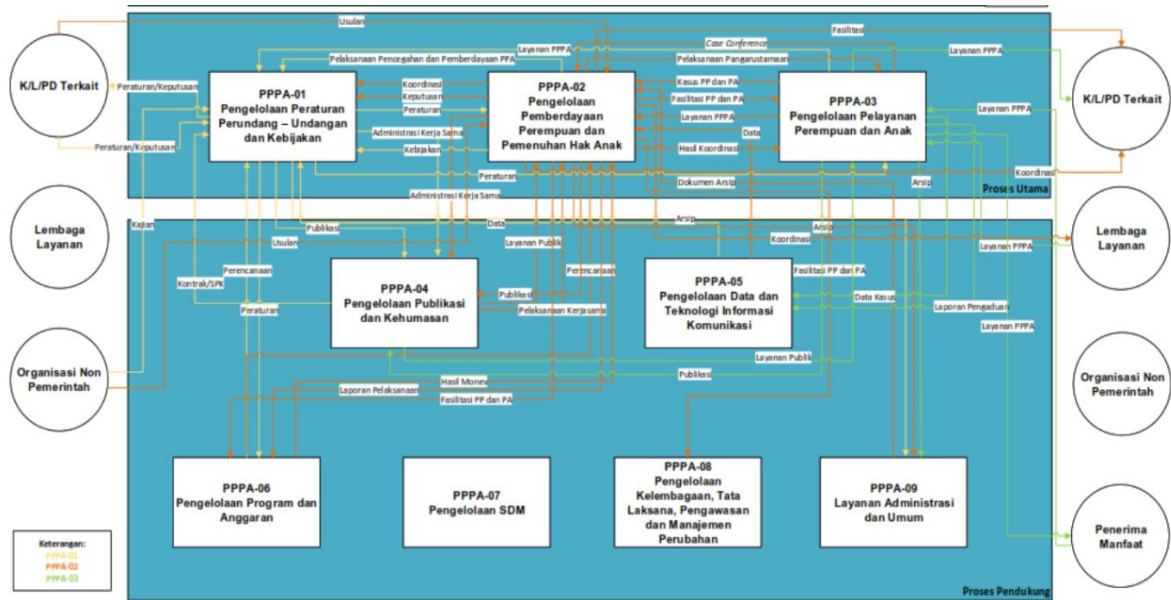 Usulan
Fasilitasi
Layanan PPPA
Case Conference
Layanan PPPA
Pelaksanaan Pencegahan dan Pemberdayaan PPA
Pelaksanaan Pangarustamaan
K/L/PD Terkait
Peraturan/Keputusan
PPPA-01
Pengelolaan Peraturan
Perundang – Undangan
dan Kebijakan
Koordinasi
Keputusan
Peraturan
Administrasi Kerja Sama
Kebijakan
PPPA-02
Pengelolaan
Pemberdayaan
Perempuan dan
Pemenuhan Hak Anak
Kasus PP dan PA
Fasilitasi PP dan PA
Layanan PPPA
Data
Hasil Koordinasi
PPPA-03
Pengelolaan Pelayanan
Perempuan dan Anak
K/L/PD Terkait
Layanan PPPA
Peraturan/Keputusan
Peraturan
Dokumen Arsip
Arsip
Koordinasi
Administrasi Kerja Sama
Proses Utama
Lembaga
Layanan
Kajian
Publikasi
Usulan
Data
Layanan Publik
Arsip
Arsip
Koordinasi
Layanan PPPA
Lembaga
Layanan
Perencanaan
Kontrak/SPK
Perencanaan
Fasilitasi PP dan PA
PPPA-04
Pengelolaan Publikasi
dan Kehumasan
Publikasi
Pelaksanaan Kerjasama
PPPA-05
Pengelolaan Data dan
Teknologi Informasi
Komunikasi
Data Kasus
Laporan Pengaduan
Peraturan
Layanan PPPA
Organisasi Non
Pemerintah
Layanan Publik
Publikasi
Organisasi Non
Pemerintah
Hasil Monev
Laporan Pelaksanaan
Fasilitasi PP dan PA
PPPA-06
Pengelolaan Program dan
Anggaran
PPPA-07
Pengelolaan SDM
PPPA-08
Pengelolaan
Kelembagaan, Tata
Laksana, Pengawasan
dan Manajemen
Perubahan
PPPA-09
Layanan Administrasi
dan Umum
Penerima
Manfaat
Keterangan:
PPPA-01
PPPA-02
PPPA-03
Proses Pendukung